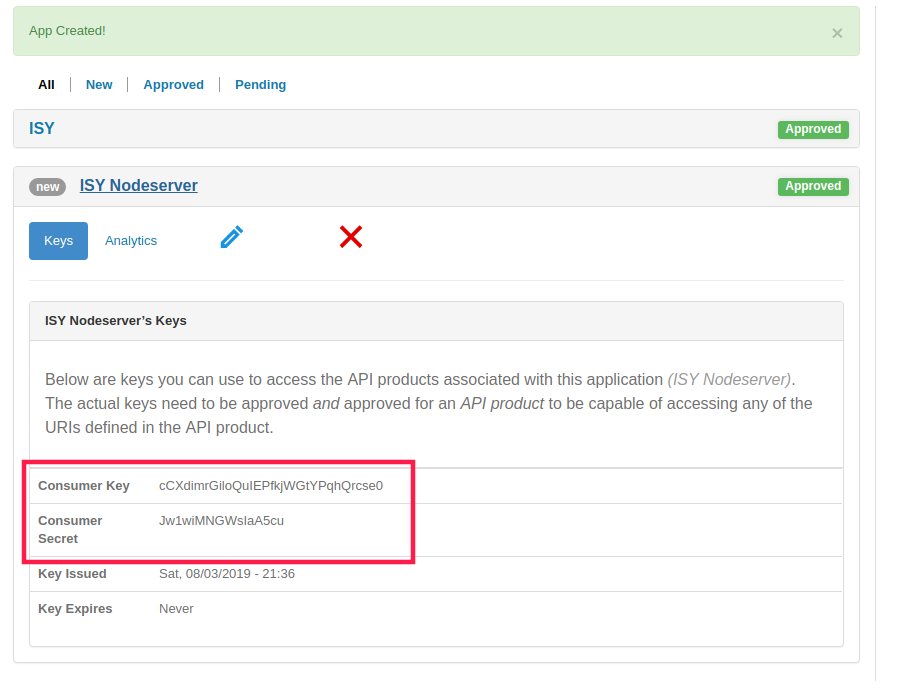 App Created!
×
All
New
Approved
Pending
ISY
Approved
new
ISY Nodeserver
Approved
Keys
Analytics
ISY Nodeserver’s Keys
Below are keys you can use to access the API products associated with this application (ISY Nodeserver).
The actual keys need to be approved and approved for an API product to be capable of accessing any of the
URIs defined in the API product.
Consumer Key cCXdimrGiloQuIEPfkjWGtYPqhQrcse0
Consumer Jw1wiMNGWsIaA5cu
Secret
Key Issued Sat, 08/03/2019 - 21:36
Key Expires Never